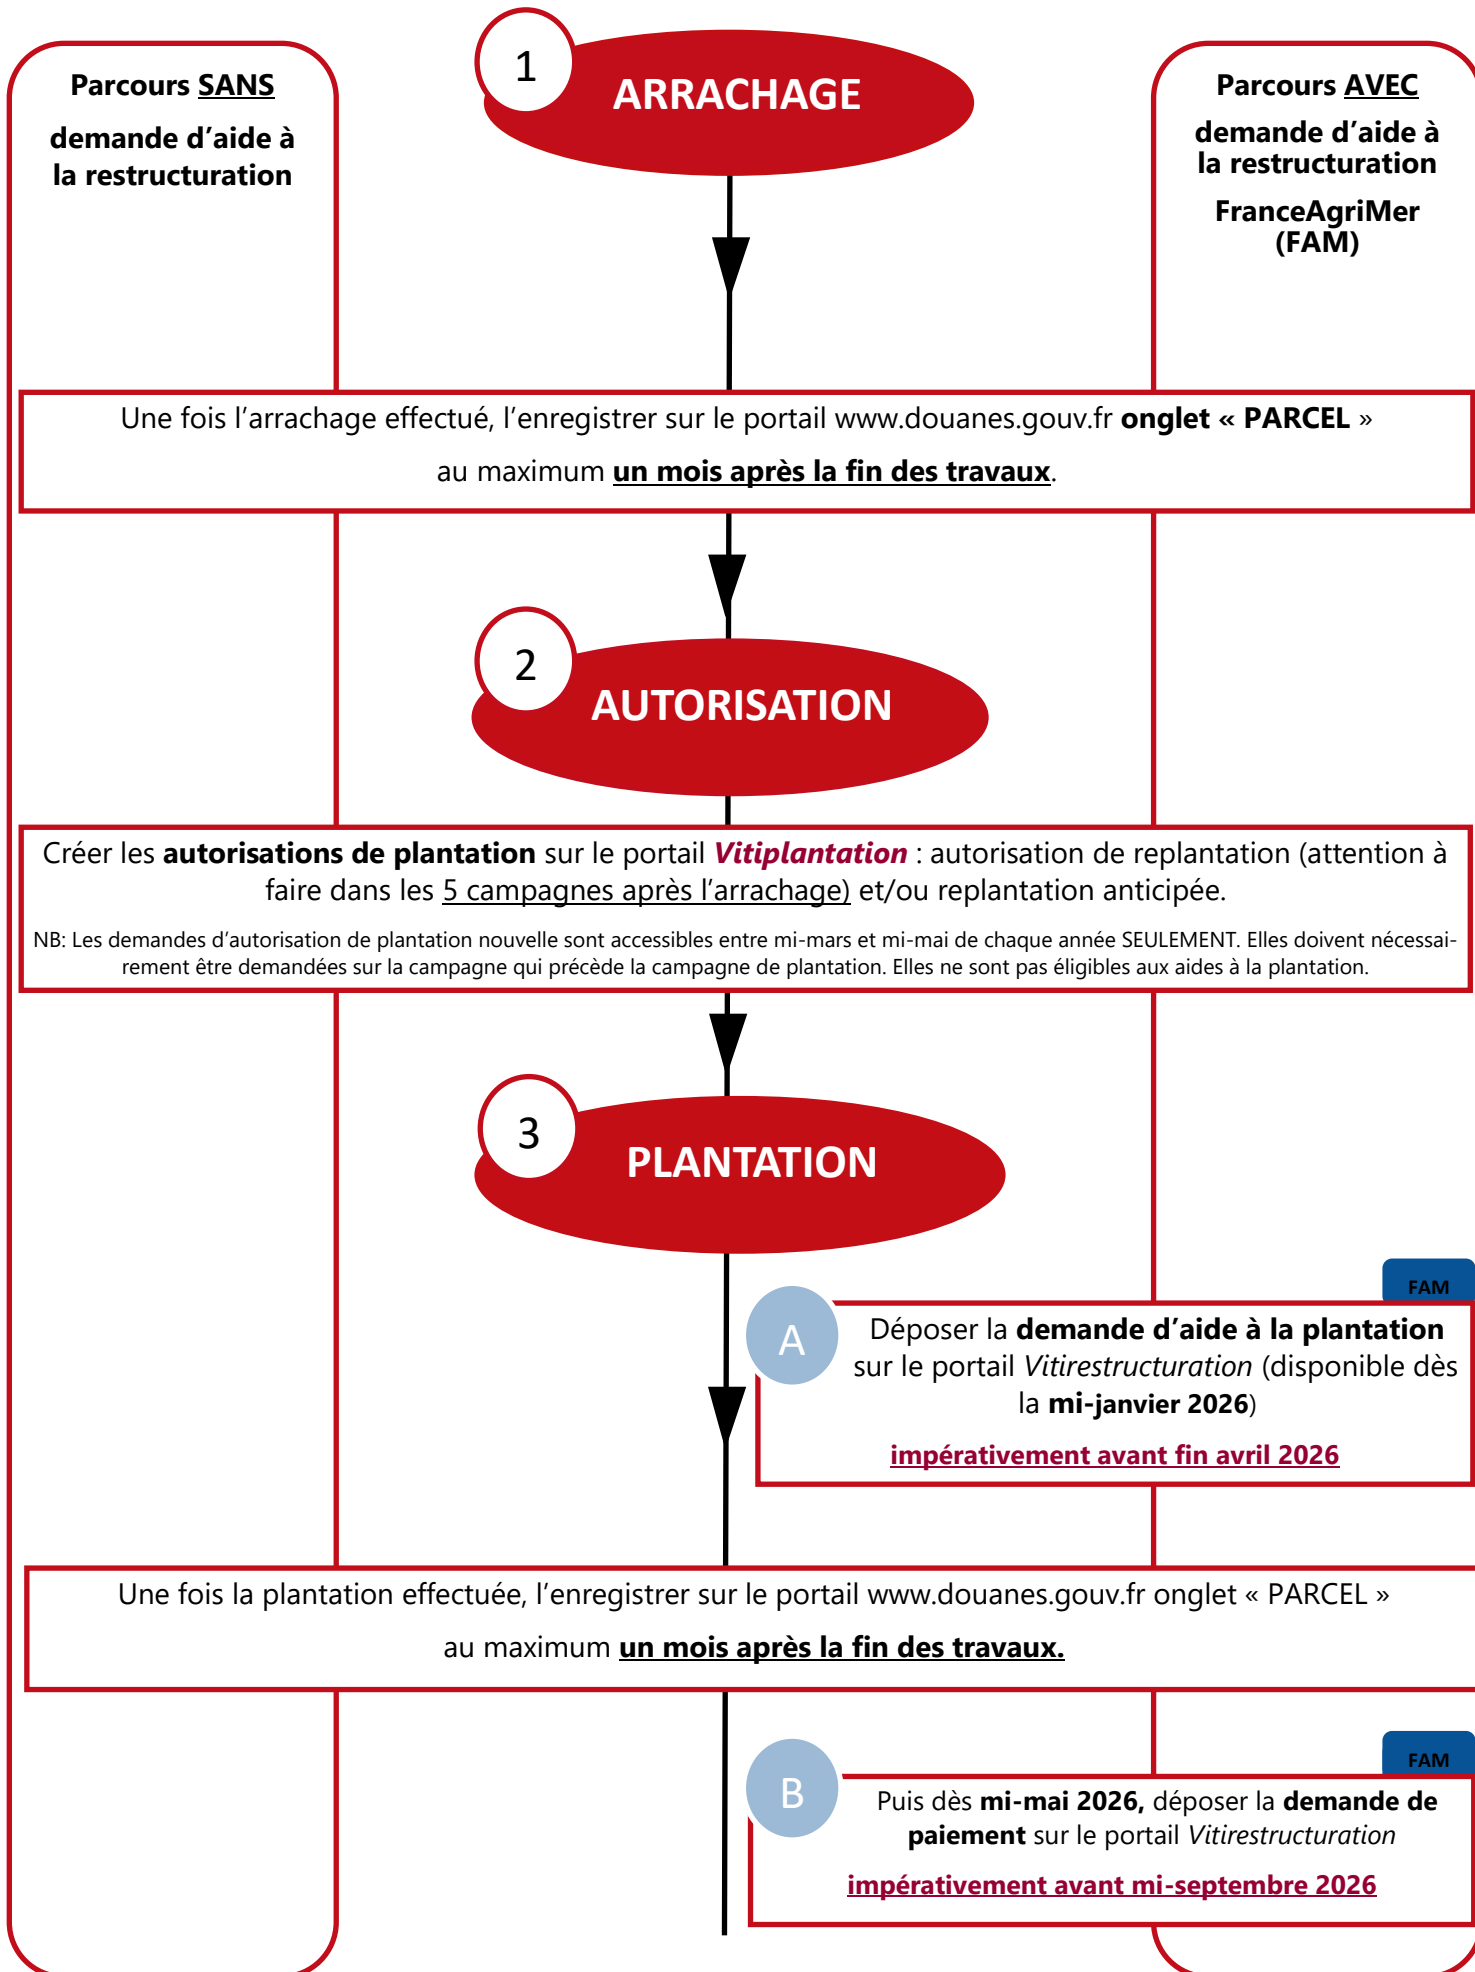 Parcours SANS
demande d’aide à
la restructuration
1
ARRACHAGE
Parcours AVEC
demande d’aide à
la restructuration
FranceAgriMer
(FAM)
Une fois l’arrachage effectué, l’enregistrer sur le portail www.douanes.gouv.fr onglet « PARCEL »
au maximum un mois après la fin des travaux.
2
AUTORISATION
Créer les autorisations de plantation sur le portail Vitiplantation : autorisation de replantation (attention à
faire dans les 5 campagnes après l’arrachage) et/ou replantation anticipée.
NB: Les demandes d’autorisation de plantation nouvelle sont accessibles entre mi-mars et mi-mai de chaque année SEULEMENT. Elles doivent nécessai-
rement être demandées sur la campagne qui précède la campagne de plantation. Elles ne sont pas éligibles aux aides à la plantation.
3
PLANTATION
FAM
A
Déposer la demande d’aide à la plantation
sur le portail Vitirestructuration (disponible dès
la mi-janvier 2026)
impérativement avant fin avril 2026
Une fois la plantation effectuée, l’enregistrer sur le portail www.douanes.gouv.fr onglet « PARCEL »
au maximum un mois après la fin des travaux.
FAM
B
Puis dès mi-mai 2026, déposer la demande de
paiement sur le portail Vitirestructuration
impérativement avant mi-septembre 2026